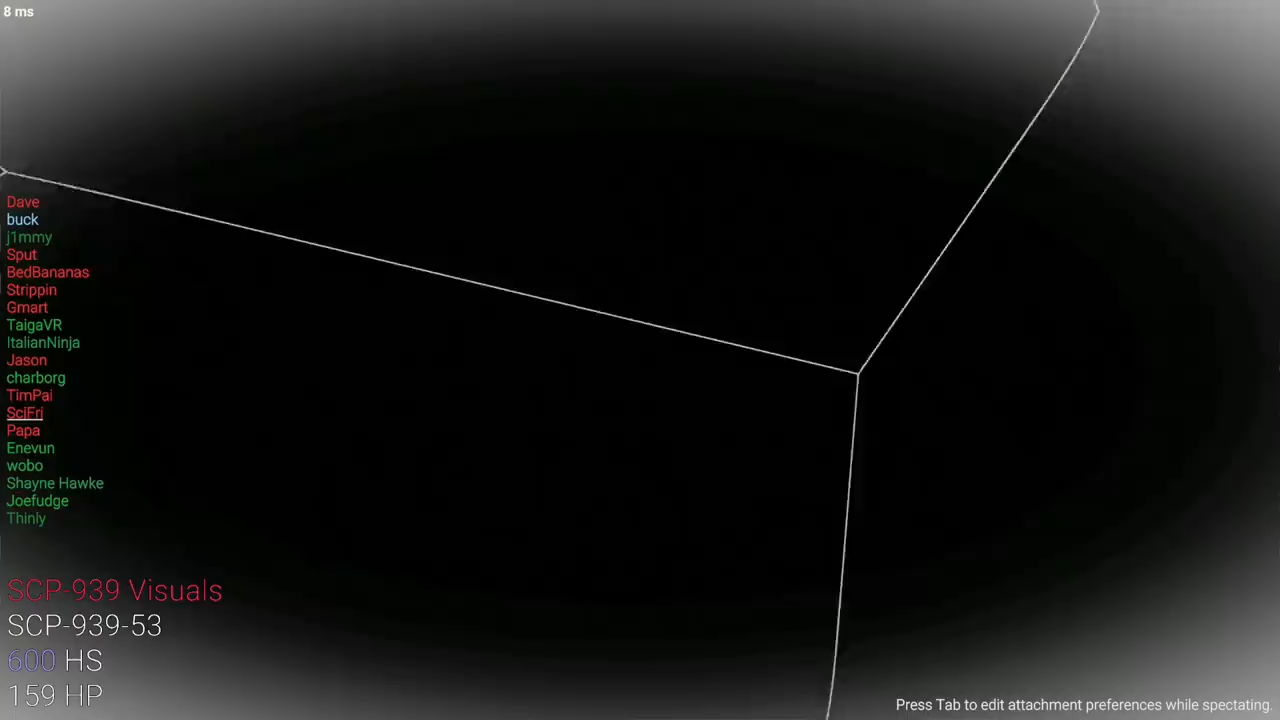 8 ms
Dave
buck
j1mmy
Sput
BedBananas
Strippin
Gmart
TaigaVR
ItalianNinja
Jason
charborg
TimPai
SciFri
Papa
Enevun
wobo
Shayne Hawke
Joefudge
Thinly
SCP-939 Visuals
SCP-939-53
600 HS
159 HP
Press Tab to edit attachment preferences while spectating.